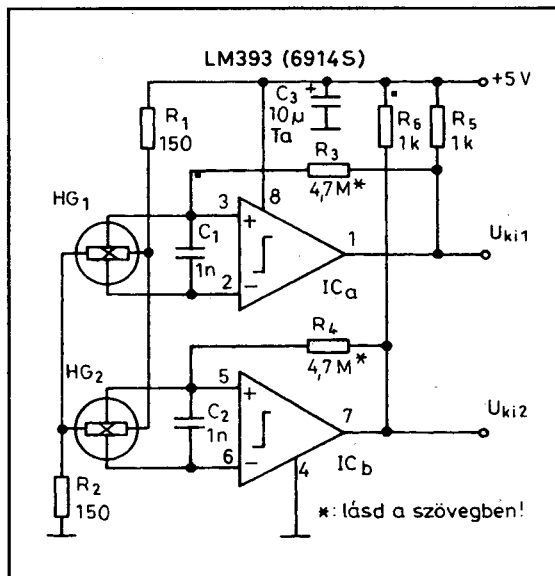 LM393 (6914S)
+5V
R1
150
C3
+
10µ
Ta
R6
1k
R5
1k
R3
4,7M*
HG1
3
+
8
C1
1n
1
2
−
Uki1
ICa
R4
4,7M*
HG2
5
+
C2
1n
7
6
−
4
Uki2
ICb
R2
150
*: lásd a szövegben!